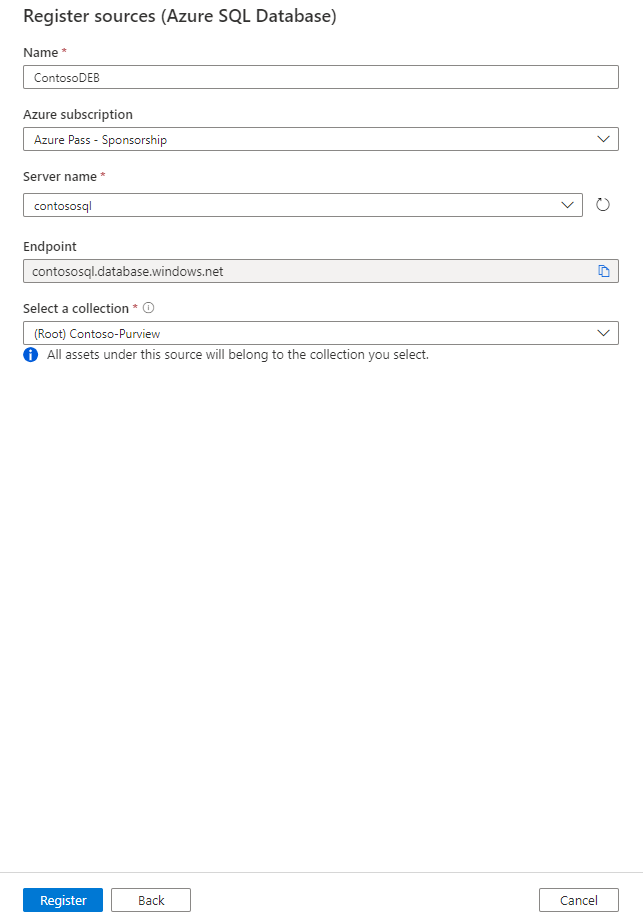 Register sources (Azure SQL Database)
Name *
ContosoDEB
Azure subscription
Azure Pass - Sponsorship
Server name *
contososql
Endpoint
contososql.database.windows.net
Select a collection *
(Root) Contoso-Purview
All assets under this source will belong to the collection you select.
Register Back Cancel